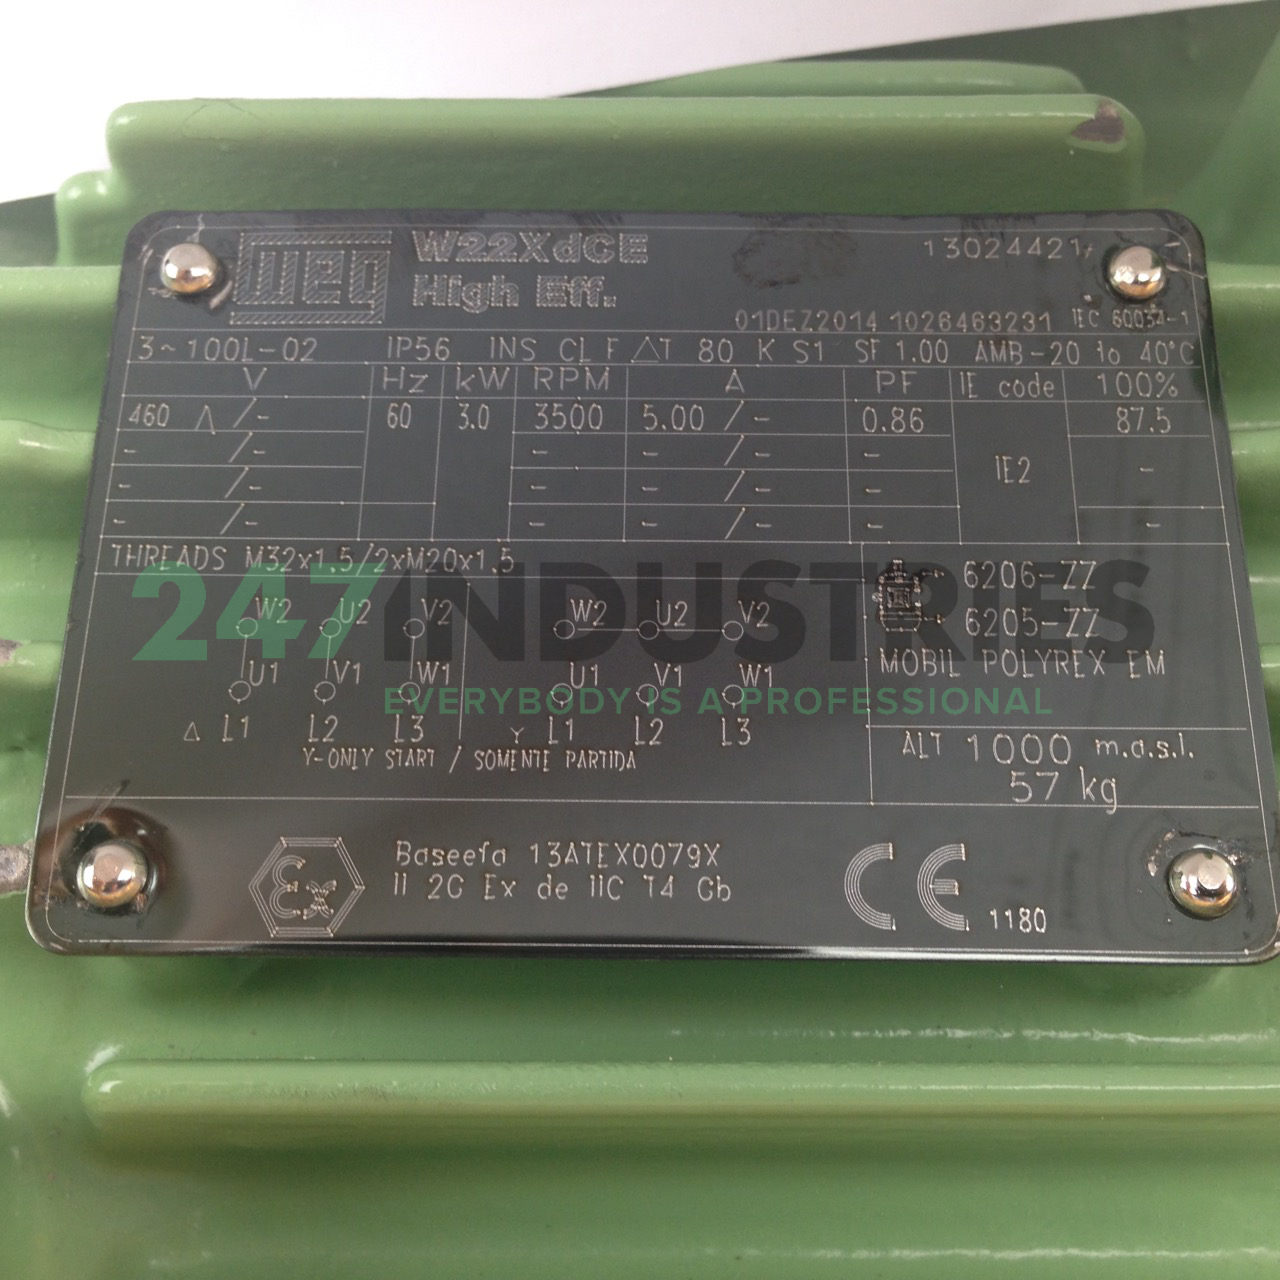 WEG W22XdCE 13024421
High Eff.
01DEZ2014 1026463231 IEC 60034-1
3~100L-02 IP56 INS CL F △T 80 K S1 SF 1.00 AMB-20 to 40°C
V Hz kW RPM A PF IE code 100%
460 Λ /- 60 3.0 3500 5.00 /- 0.86 IE2 87.5
- /- - - /- - -
- /- - - /- -
- /- - - /- - -
THREADS M32x1.5/2xM20x1.5
6206-ZZ
6205-ZZ
MOBIL POLYREX EM
247INDUSTRIES
EVERYBODY IS A PROFESSIONAL
W2 U2 V2 W2 U2 V2
U1 V1 W1 U1 V1 W1
△ L1 L2 L3 Y L1 L2 L3
Y-ONLY START / SOMENTE PARTIDA
ALT 1000 m.a.s.l.
57 kg
Ex Baseefa 13ATEX0079X
II 2G Ex de IIC T4 Gb
CE 1180